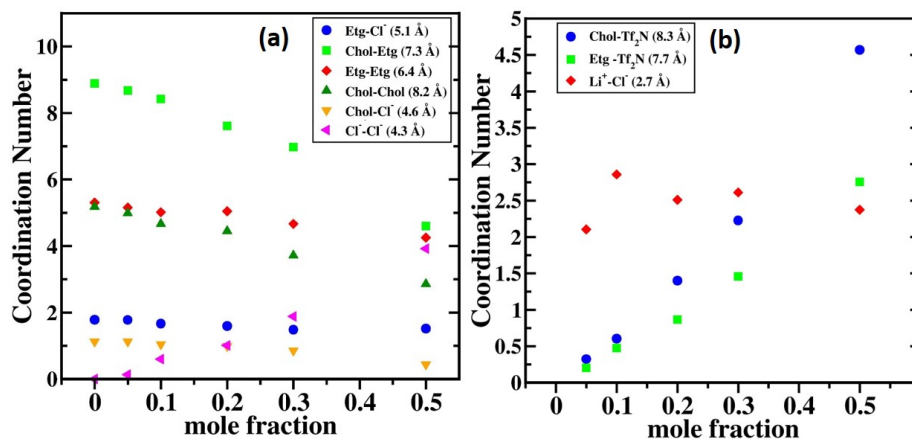 (a)
Etg-Cl⁻ (5.1 Å)
Chol-Etg (7.3 Å)
Etg-Etg (6.4 Å)
Chol-Chol (8.2 Å)
Chol-Cl⁻ (4.6 Å)
Cl⁻-Cl⁻ (4.3 Å)
Coordination Number
10
8
6
4
2
0
0 0.1 0.2 0.3 0.4 0.5
mole fraction
(b)
Chol-Tf₂N (8.3 Å)
Etg -Tf₂N (7.7 Å)
Li⁺-Cl⁻ (2.7 Å)
Coordination Number
5
4.5
4
3.5
3
2.5
2
1.5
1
0.5
0
0 0.1 0.2 0.3 0.4 0.5
mole fraction